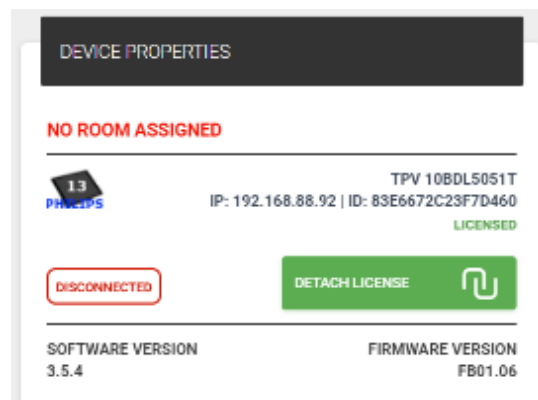 DEVICE PROPERTIES
NO ROOM ASSIGNED
13
PHILIPS
TPV 10BDL5051T
IP: 192.168.88.92 | ID: 83E6672C23F7D460
LICENSED
DISCONNECTED
DETACH LICENSE
SOFTWARE VERSION
3.5.4
FIRMWARE VERSION
FB01.06